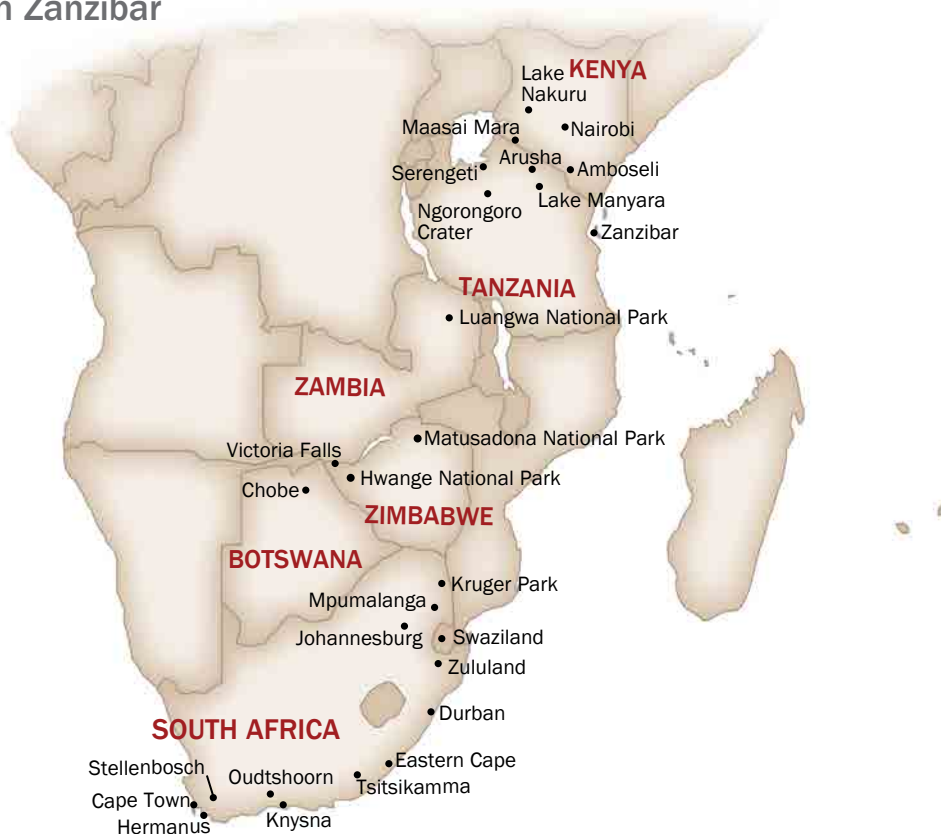 Zanzibar
Lake
Nakuru
KENYA
Nairobi
Maasai Mara
Arusha
Serengeti
Amboseli
Lake Manyara
Ngorongoro
Crater
Zanzibar
TANZANIA
Luangwa National Park
ZAMBIA
Matusadona National Park
Victoria Falls
Hwange National Park
Chobe
ZIMBABWE
BOTSWANA
Kruger Park
Mpumalanga
Johannesburg
Swaziland
Zululand
Durban
SOUTH AFRICA
Eastern Cape
Stellenbosch
Oudtshoorn
Tsitsikamma
Cape Town
Knysna
Hermanus